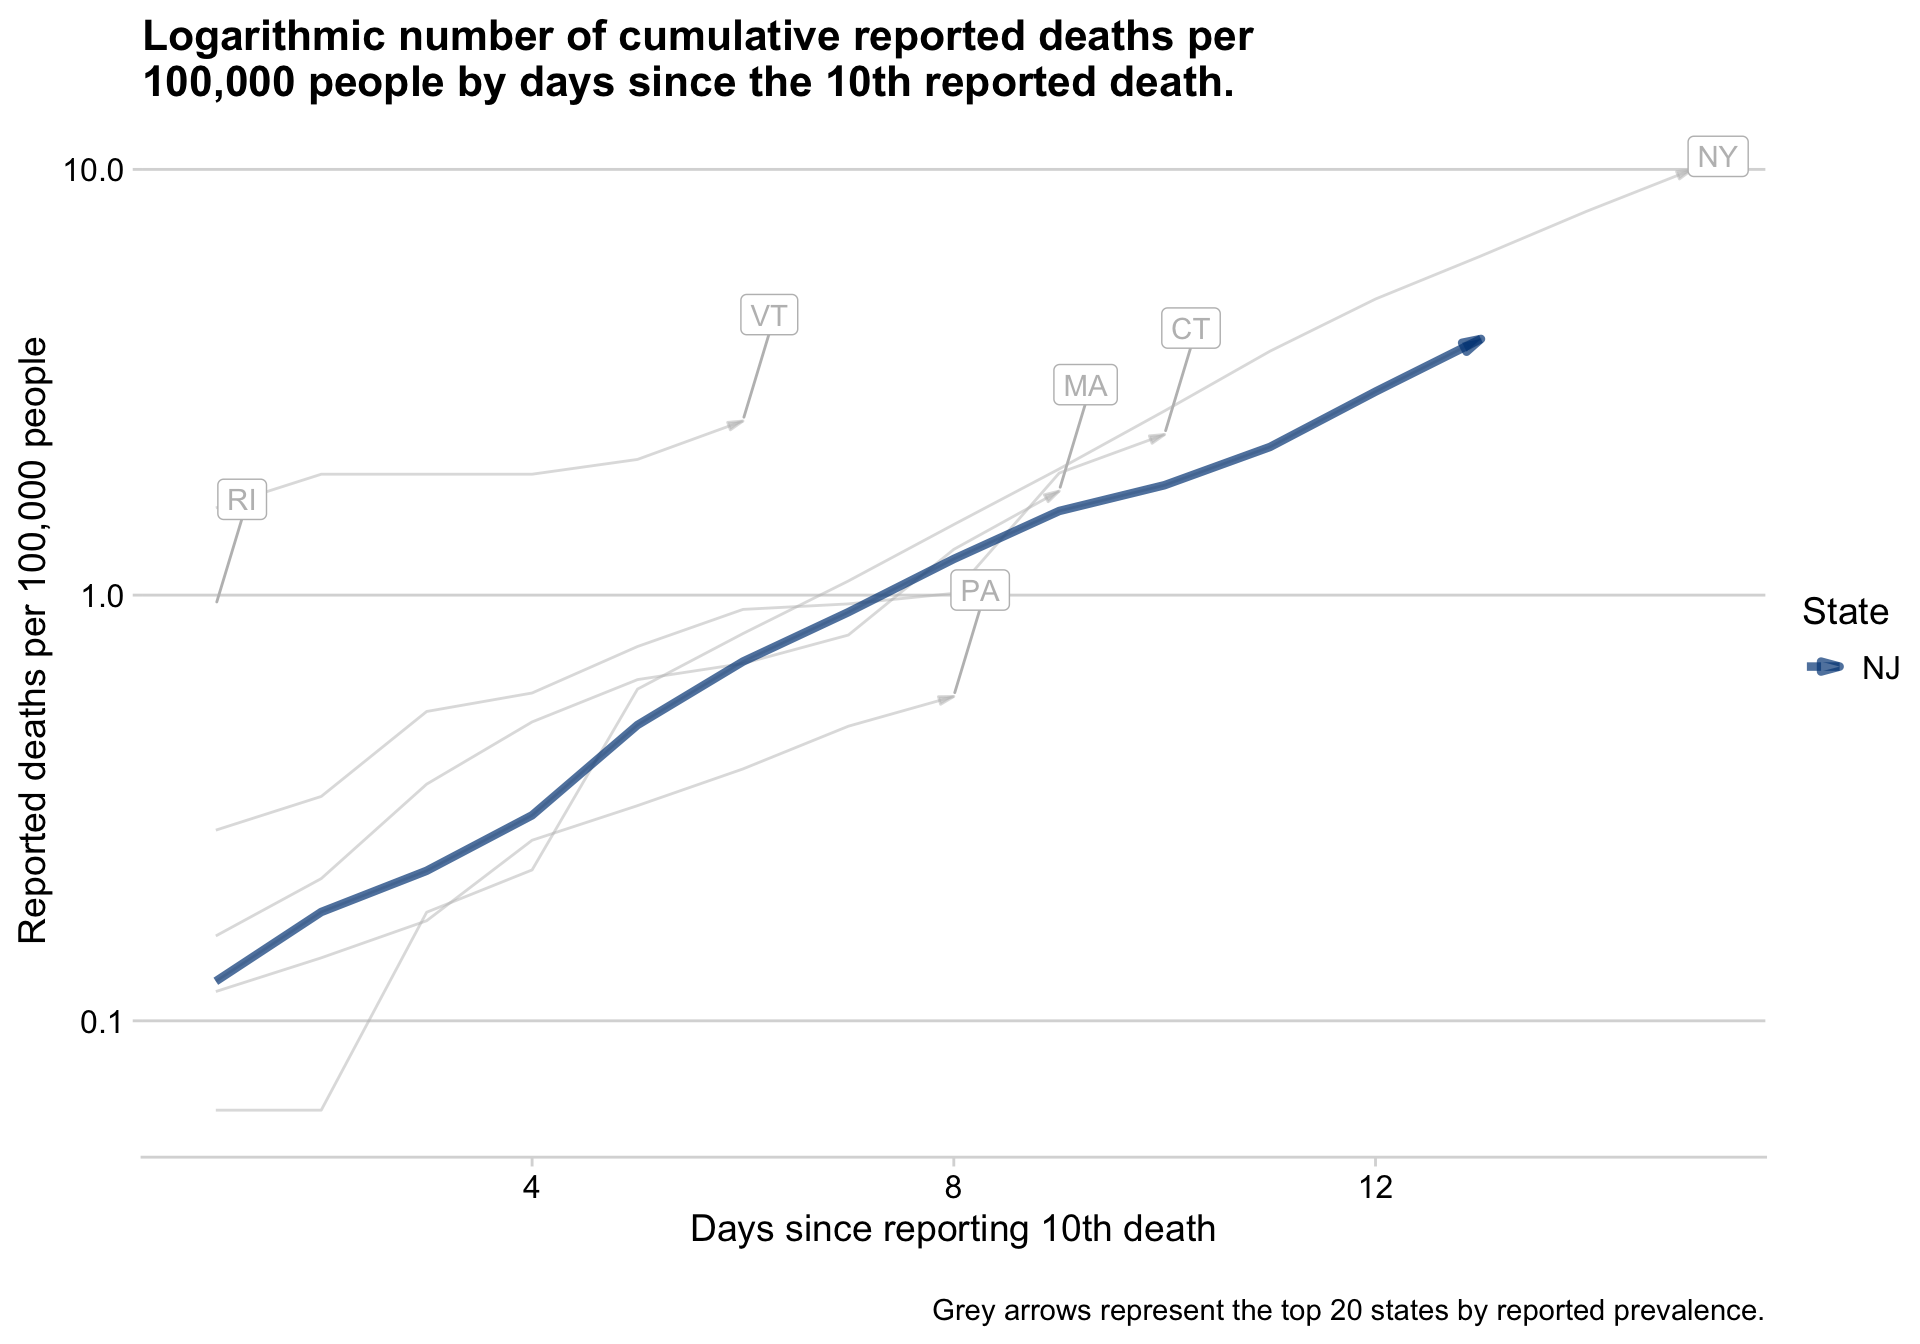 Logarithmic number of cumulative reported deaths per
100,000 people by days since the 10th reported death.
Reported deaths per 100,000 people
10.0
1.0
0.1
NY
VT
CT
MA
RI
PA
State
NJ
4
8
12
Days since reporting 10th death
Grey arrows represent the top 20 states by reported prevalence.